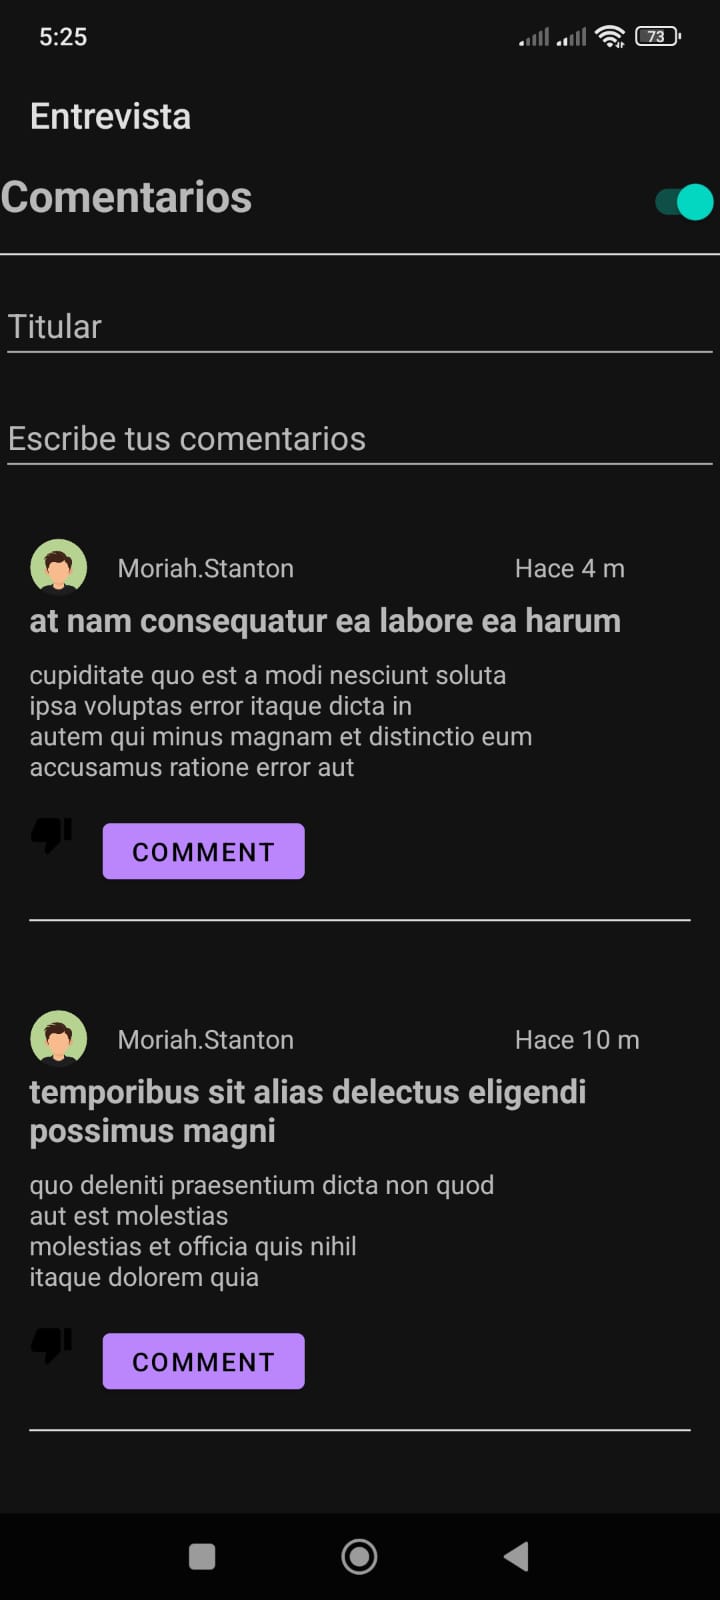 5:25
73
Entrevista
Comentarios
Titular
Escribe tus comentarios
Moriah.Stanton Hace 4 m
at nam consequatur ea labore ea harum
cupiditate quo est a modi nesciunt soluta
ipsa voluptas error itaque dicta in
autem qui minus magnam et distinctio eum
accusamus ratione error aut
COMMENT
Moriah.Stanton Hace 10 m
temporibus sit alias delectus eligendi
possimus magni
quo deleniti praesentium dicta non quod
aut est molestias
molestias et officia quis nihil
itaque dolorem quia
COMMENT